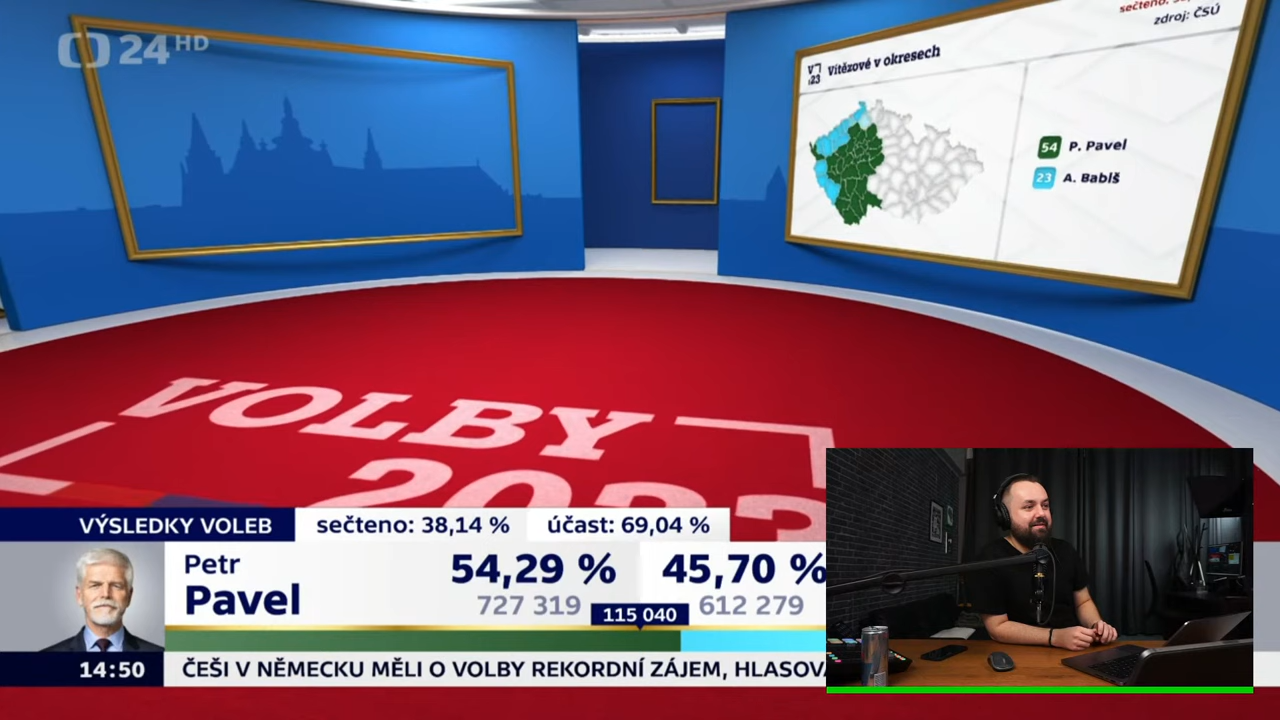 24 HD
zdroj: ČSÚ
V 23 Vítězové v okresech
54 P. Pavel
23 A. Babiš
VOLBY
2023
VÝSLEDKY VOLEB sečteno: 38,14 % účast: 69,04 %
Petr
Pavel
54,29 % 45,70 %
727 319 612 279
115 040
14:50 ČEŠI V NĚMECKU MĚLI O VOLBY REKORDNÍ ZÁJEM, HLASOVA